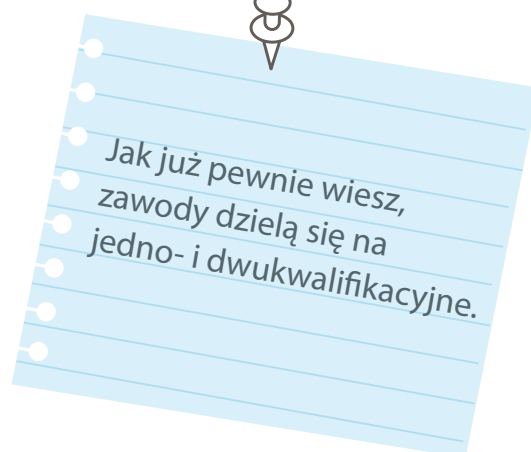 Jak już pewnie wiesz,
zawody dzielą się na
jedno- i dwukwalifikacyjne.